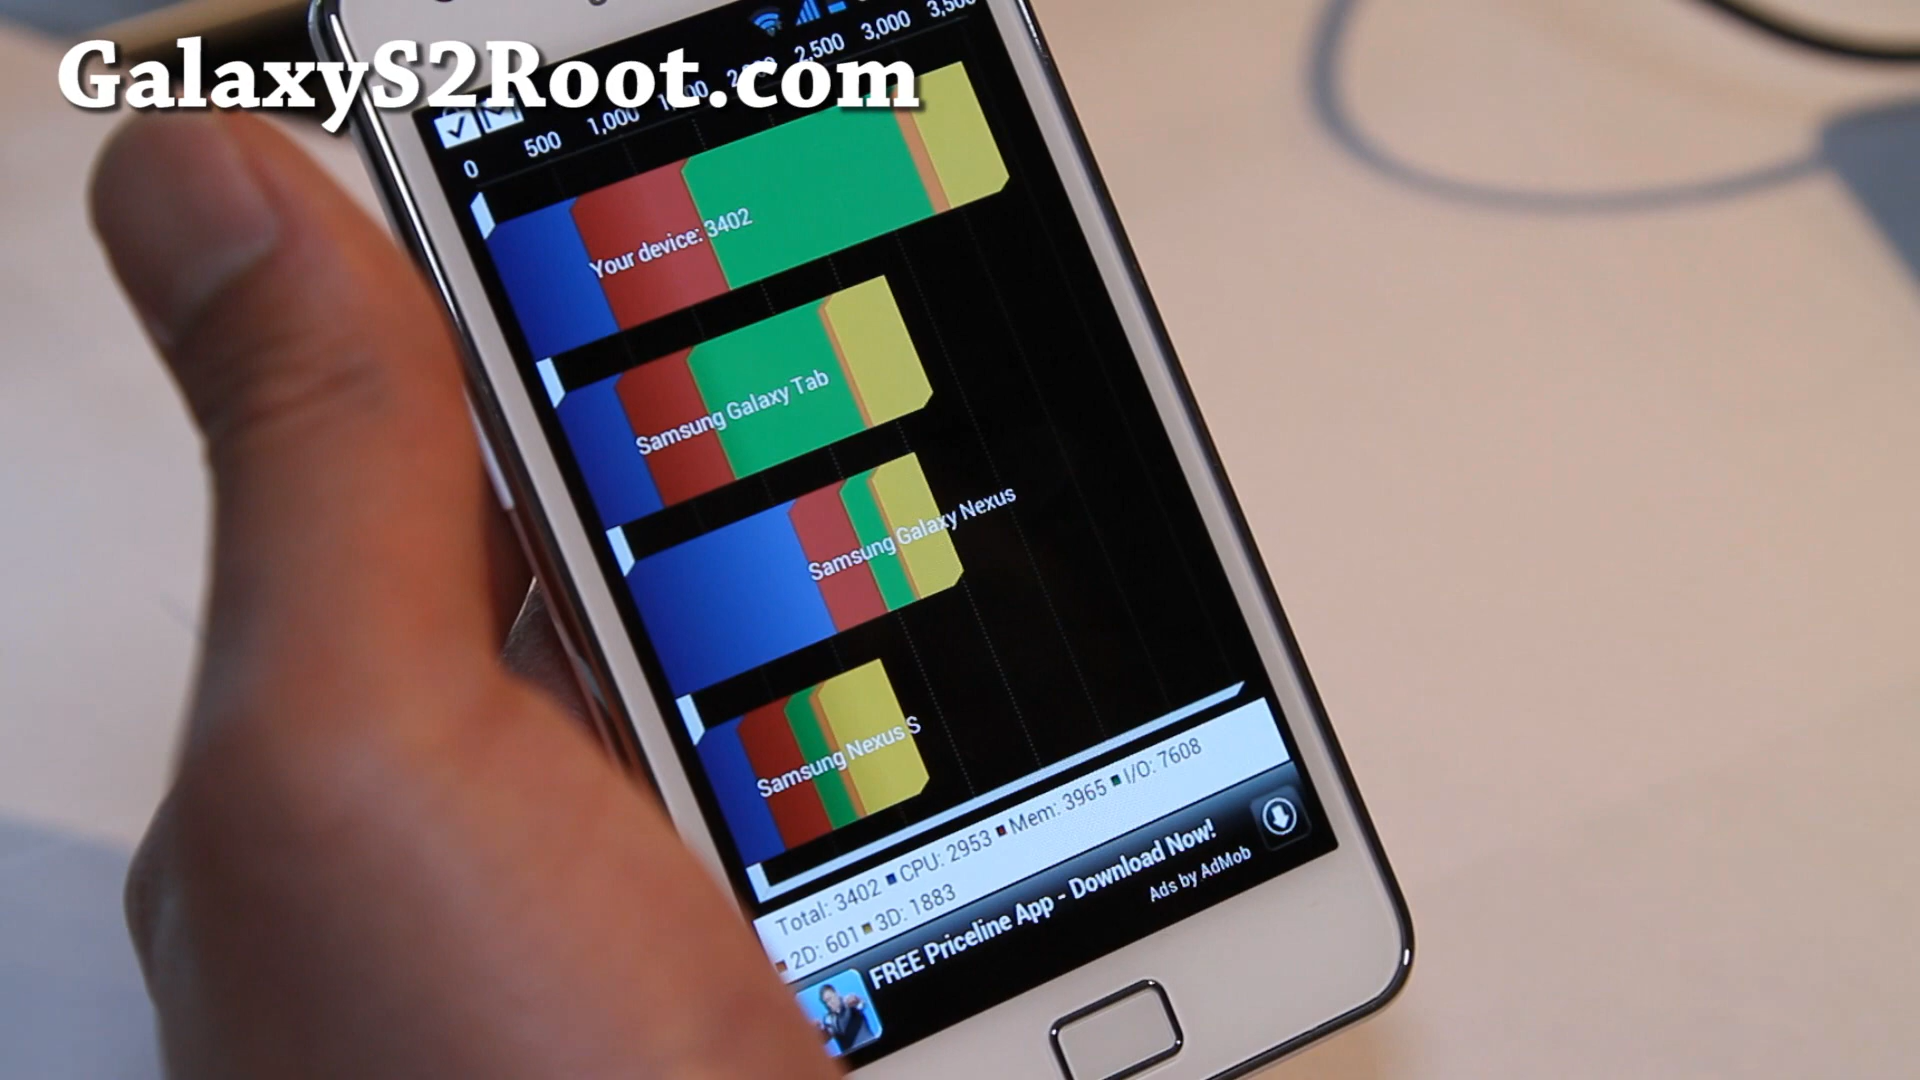 GalaxyS2Root.com
0 500 1,000 2,500 3,000
Your device: 3402
Samsung Galaxy Tab
Samsung Galaxy Nexus
Samsung Nexus S
Total: 3402 CPU: 2953 Mem: 3965 I/O: 7608
2D: 601 3D: 1883
FREE Priceline App - Download Now!
Ads by AdMob